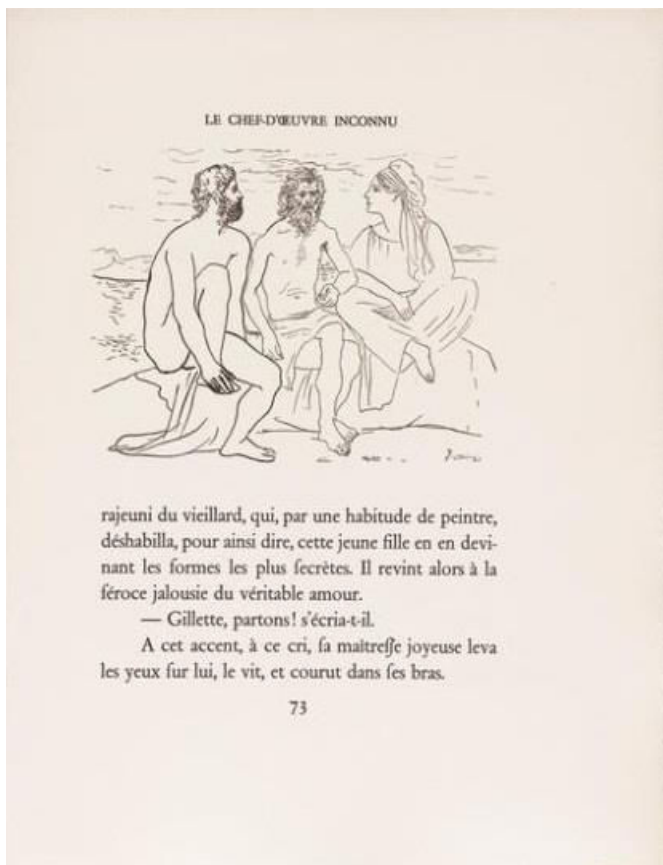 LE CHEF-D'ŒUVRE INCONNU
rajeuni du vieillard, qui, par une habitude de peintre,
déshabilla, pour ainsi dire, cette jeune fille en en devi-
nant les formes les plus ſecrètes. Il revint alors à la
féroce jalousie du véritable amour.
— Gillette, partons! s'écria-t-il.
A cet accent, à ce cri, ſa maîtreſſe joyeuse leva
les yeux ſur lui, le vit, et courut dans ſes bras.
73